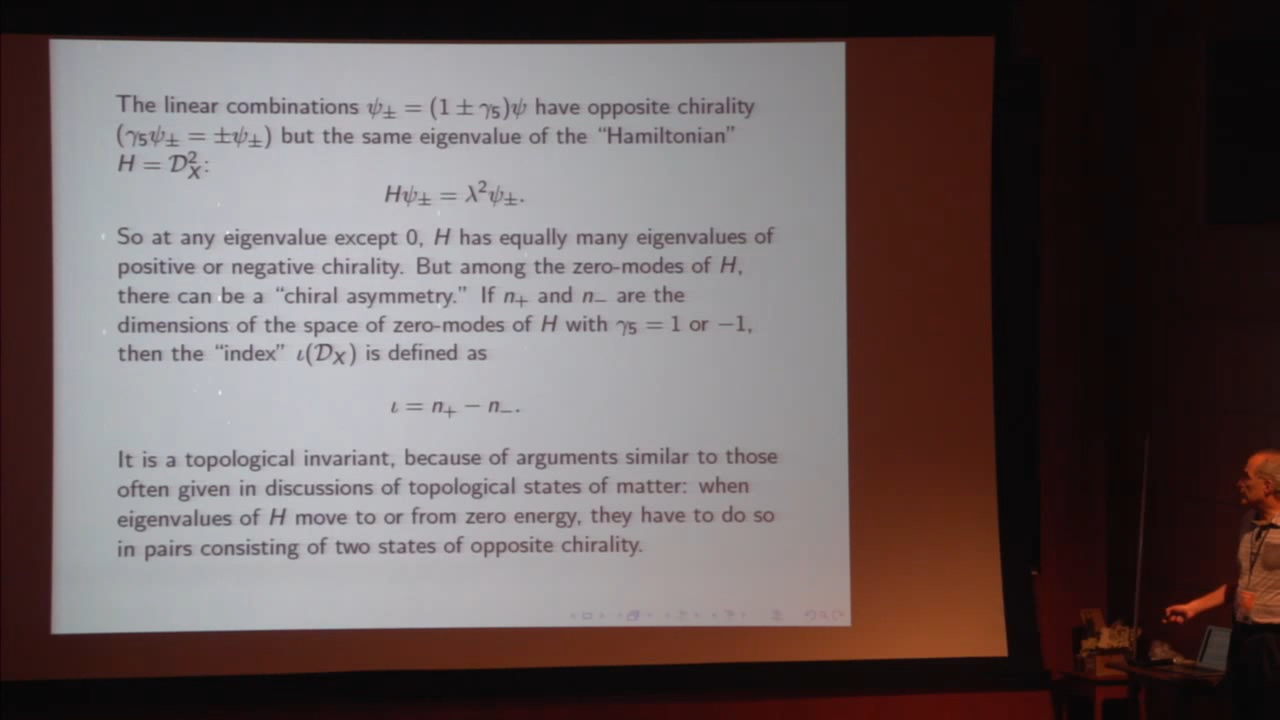 The linear combinations ψ± = (1 ± γ5)ψ have opposite chirality
(γ5ψ± = ±ψ±) but the same eigenvalue of the “Hamiltonian”
H = 𝒟²X:
Hψ± = λ²ψ±.
So at any eigenvalue except 0, H has equally many eigenvalues of
positive or negative chirality. But among the zero-modes of H,
there can be a “chiral asymmetry.” If n+ and n− are the
dimensions of the space of zero-modes of H with γ5 = 1 or −1,
then the “index” ι(𝒟X) is defined as
ι = n+ − n−.
It is a topological invariant, because of arguments similar to those
often given in discussions of topological states of matter: when
eigenvalues of H move to or from zero energy, they have to do so
in pairs consisting of two states of opposite chirality.